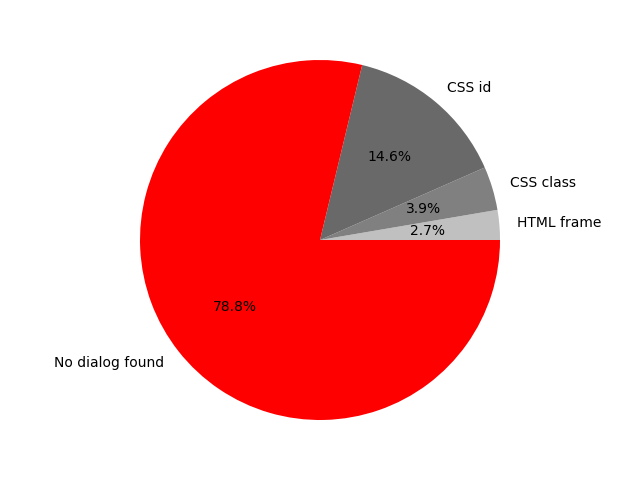 CSS id
14.6%
CSS class
3.9%
HTML frame
2.7%
78.8%
No dialog found